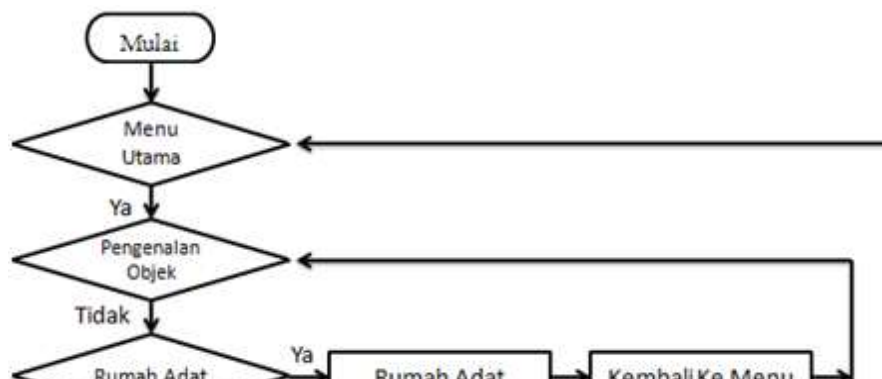 Mulai
Menu
Utama
Ya
Pengenalan
Objek
Tidak
Rumah Adat
Ya
Rumah Adat
Kembali Ke Menu